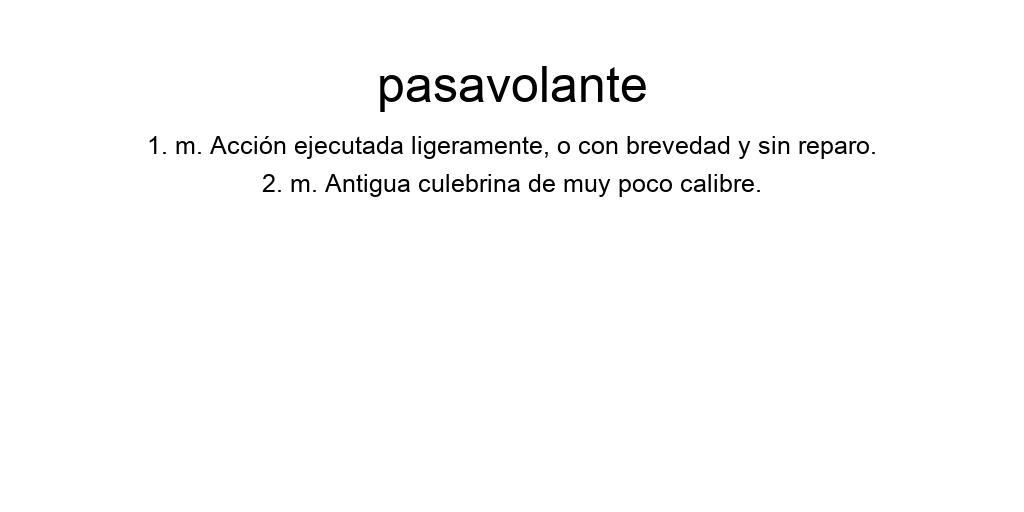 pasavolante
1. m. Acción ejecutada ligeramente, o con brevedad y sin reparo.
2. m. Antigua culebrina de muy poco calibre.